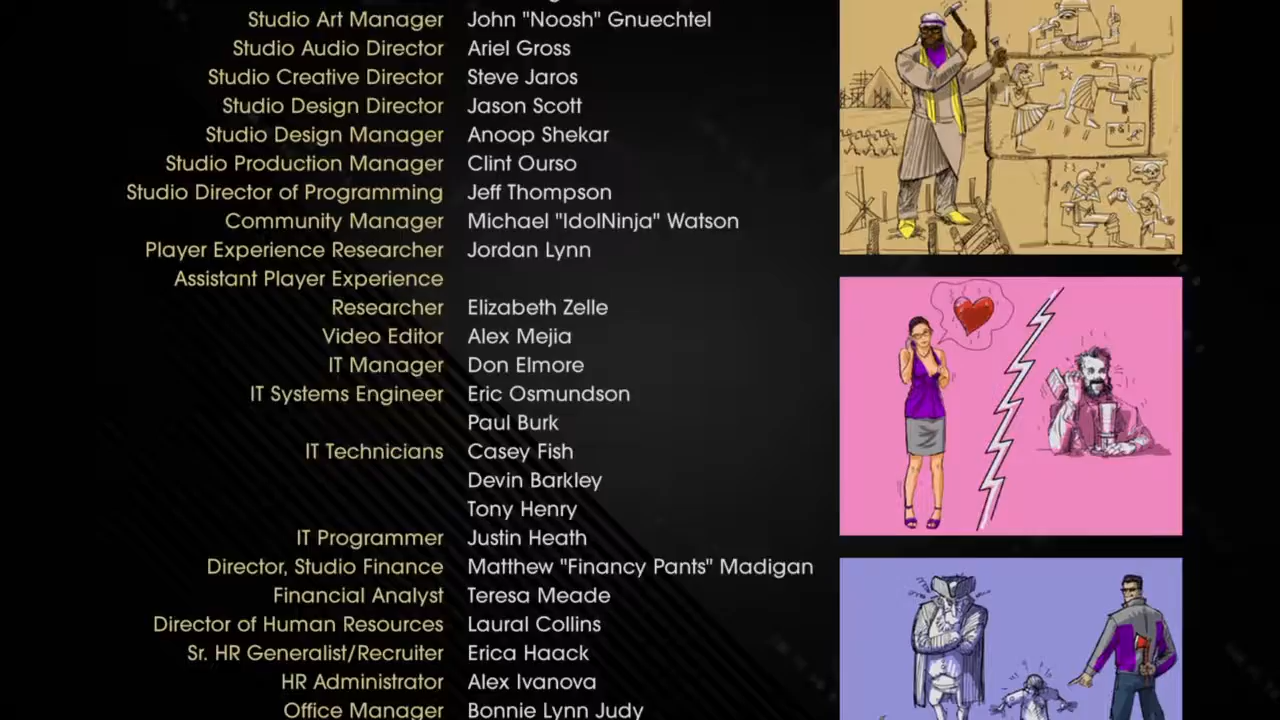 Studio Art Manager John "Noosh" Gnuechtel
Studio Audio Director Ariel Gross
Studio Creative Director Steve Jaros
Studio Design Director Jason Scott
Studio Design Manager Anoop Shekar
Studio Production Manager Clint Ourso
Studio Director of Programming Jeff Thompson
Community Manager Michael "IdolNinja" Watson
Player Experience Researcher Jordan Lynn
Assistant Player Experience
Researcher Elizabeth Zelle
Video Editor Alex Mejia
IT Manager Don Elmore
IT Systems Engineer Eric Osmundson
Paul Burk
IT Technicians Casey Fish
Devin Barkley
Tony Henry
IT Programmer Justin Heath
Director, Studio Finance Matthew "Financy Pants" Madigan
Financial Analyst Teresa Meade
Director of Human Resources Laural Collins
Sr. HR Generalist/Recruiter Erica Haack
HR Administrator Alex Ivanova
Office Manager Bonnie Lynn Judy